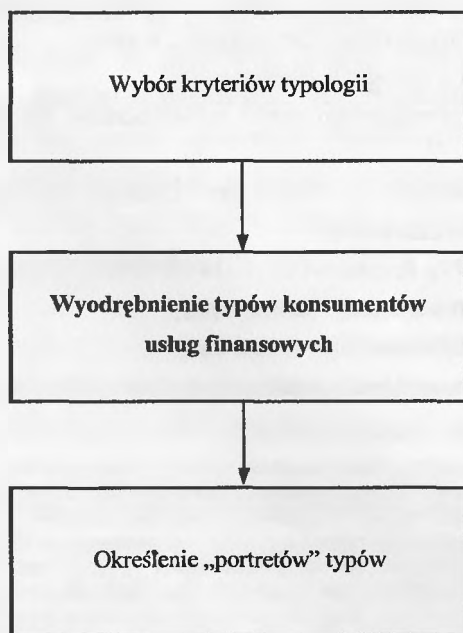 Wybór kryteriów typologii
Wyodrębnienie typów konsumentów
usług finansowych
Określenie „portretów” typów